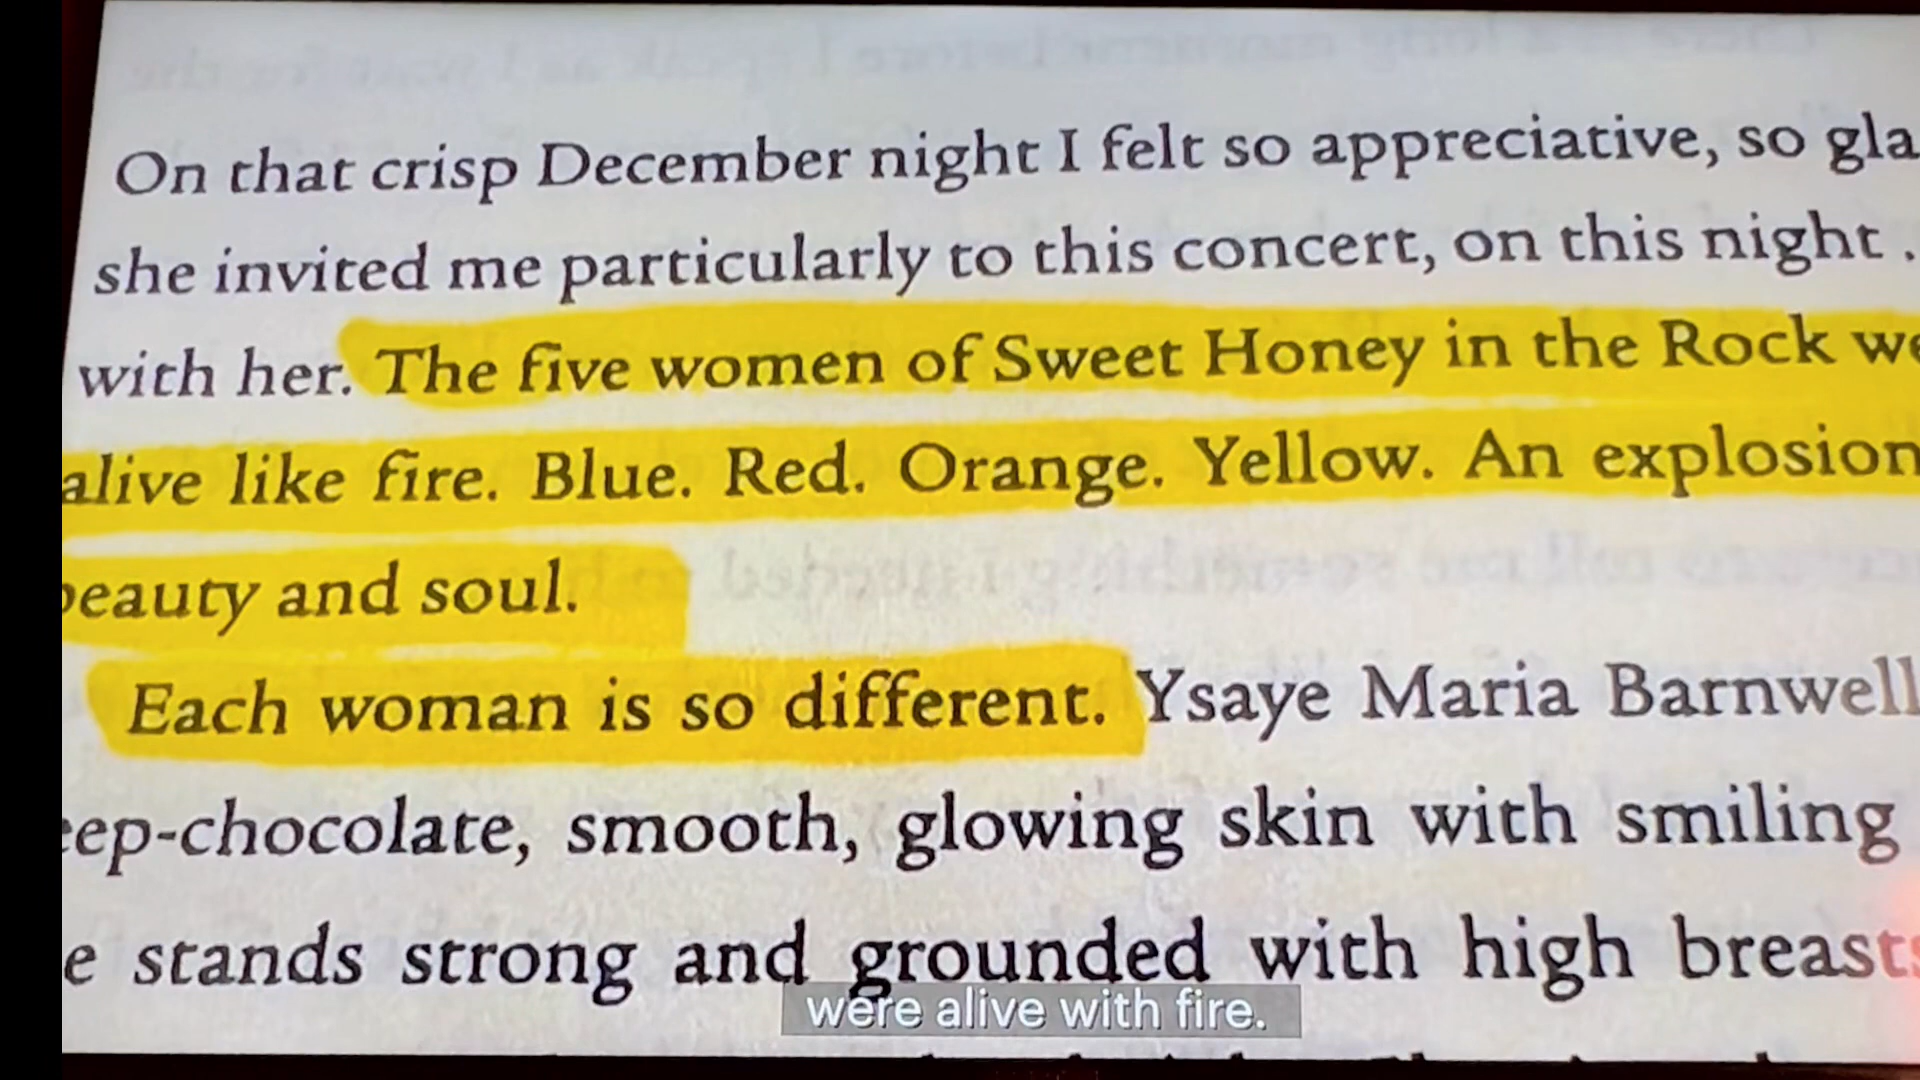 On that crisp December night I felt so appreciative, so gla
she invited me particularly to this concert, on this night .
with her. The five women of Sweet Honey in the Rock we
alive like fire. Blue. Red. Orange. Yellow. An explosion
beauty and soul.
Each woman is so different. Ysaye Maria Barnwell
eep-chocolate, smooth, glowing skin with smiling
e stands strong and grounded with high breasts
were alive with fire.